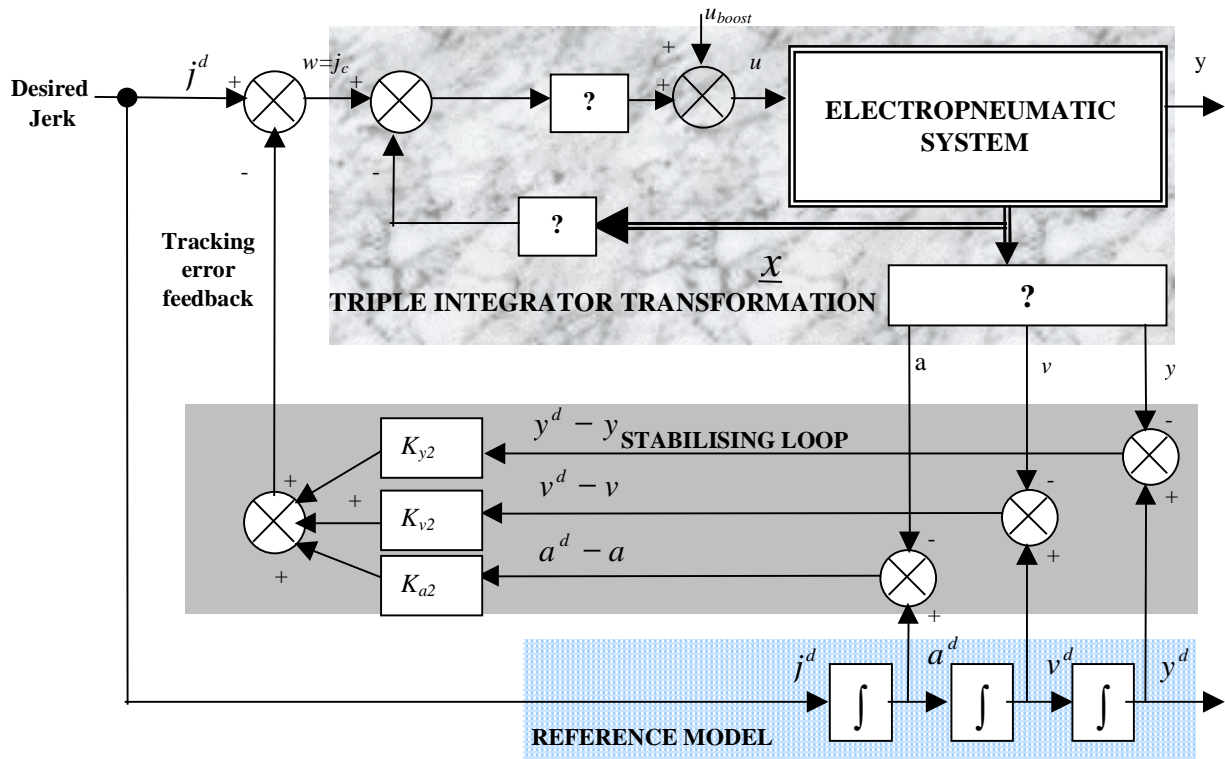 u_boost
+
j^d
+
w=j_c
+
+
u
y
Desired
Jerk
?
ELECTROPNEUMATIC
SYSTEM
-
-
?
Tracking
error
feedback
x
TRIPLE INTEGRATOR TRANSFORMATION
?
a
v
y
y^d − y
STABILISING LOOP
-
K_y2
+
v^d − v
-
+
+
K_v2
a^d − a
-
+
K_a2
+
+
j^d
a^d
v^d
y^d
∫
∫
∫
REFERENCE MODEL